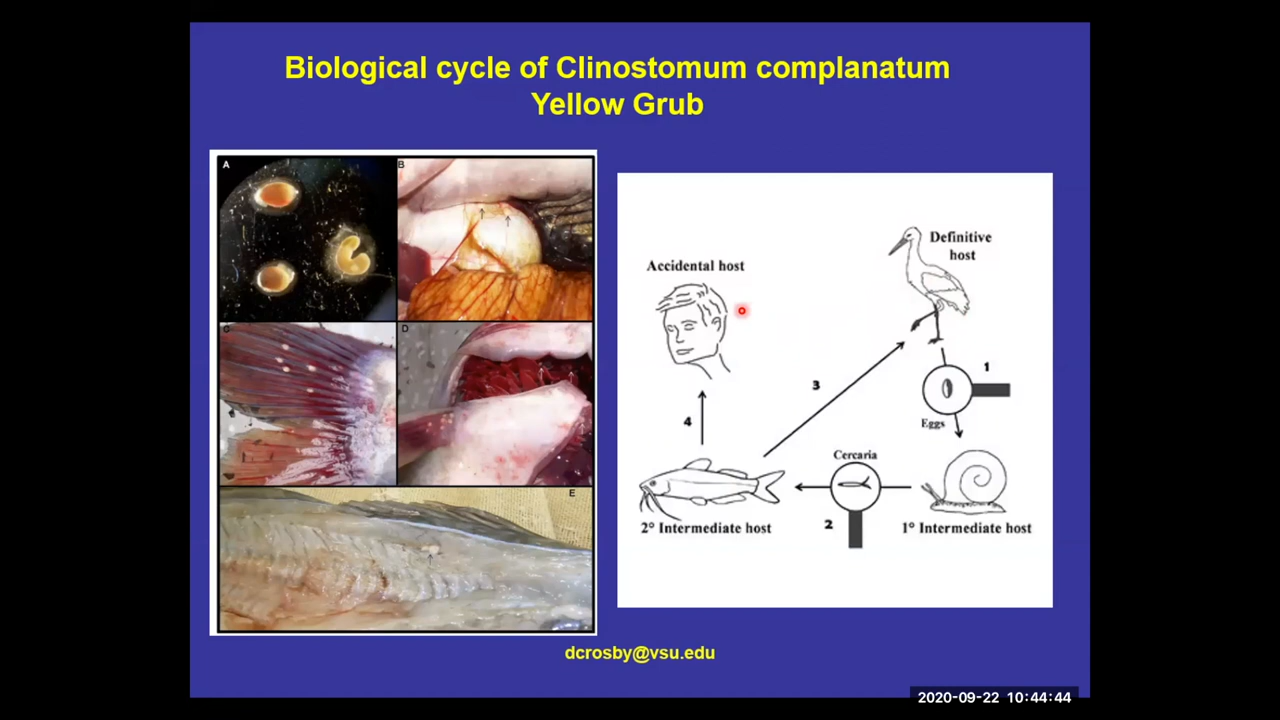 Biological cycle of Clinostomum complanatum
Yellow Grub
A
B
C
D
E
Accidental host
Definitive
host
1
3
4
Eggs
Cercaria
2
2° Intermediate host
1° Intermediate host
dcrosby@vsu.edu
2020-09-22 10:44:44